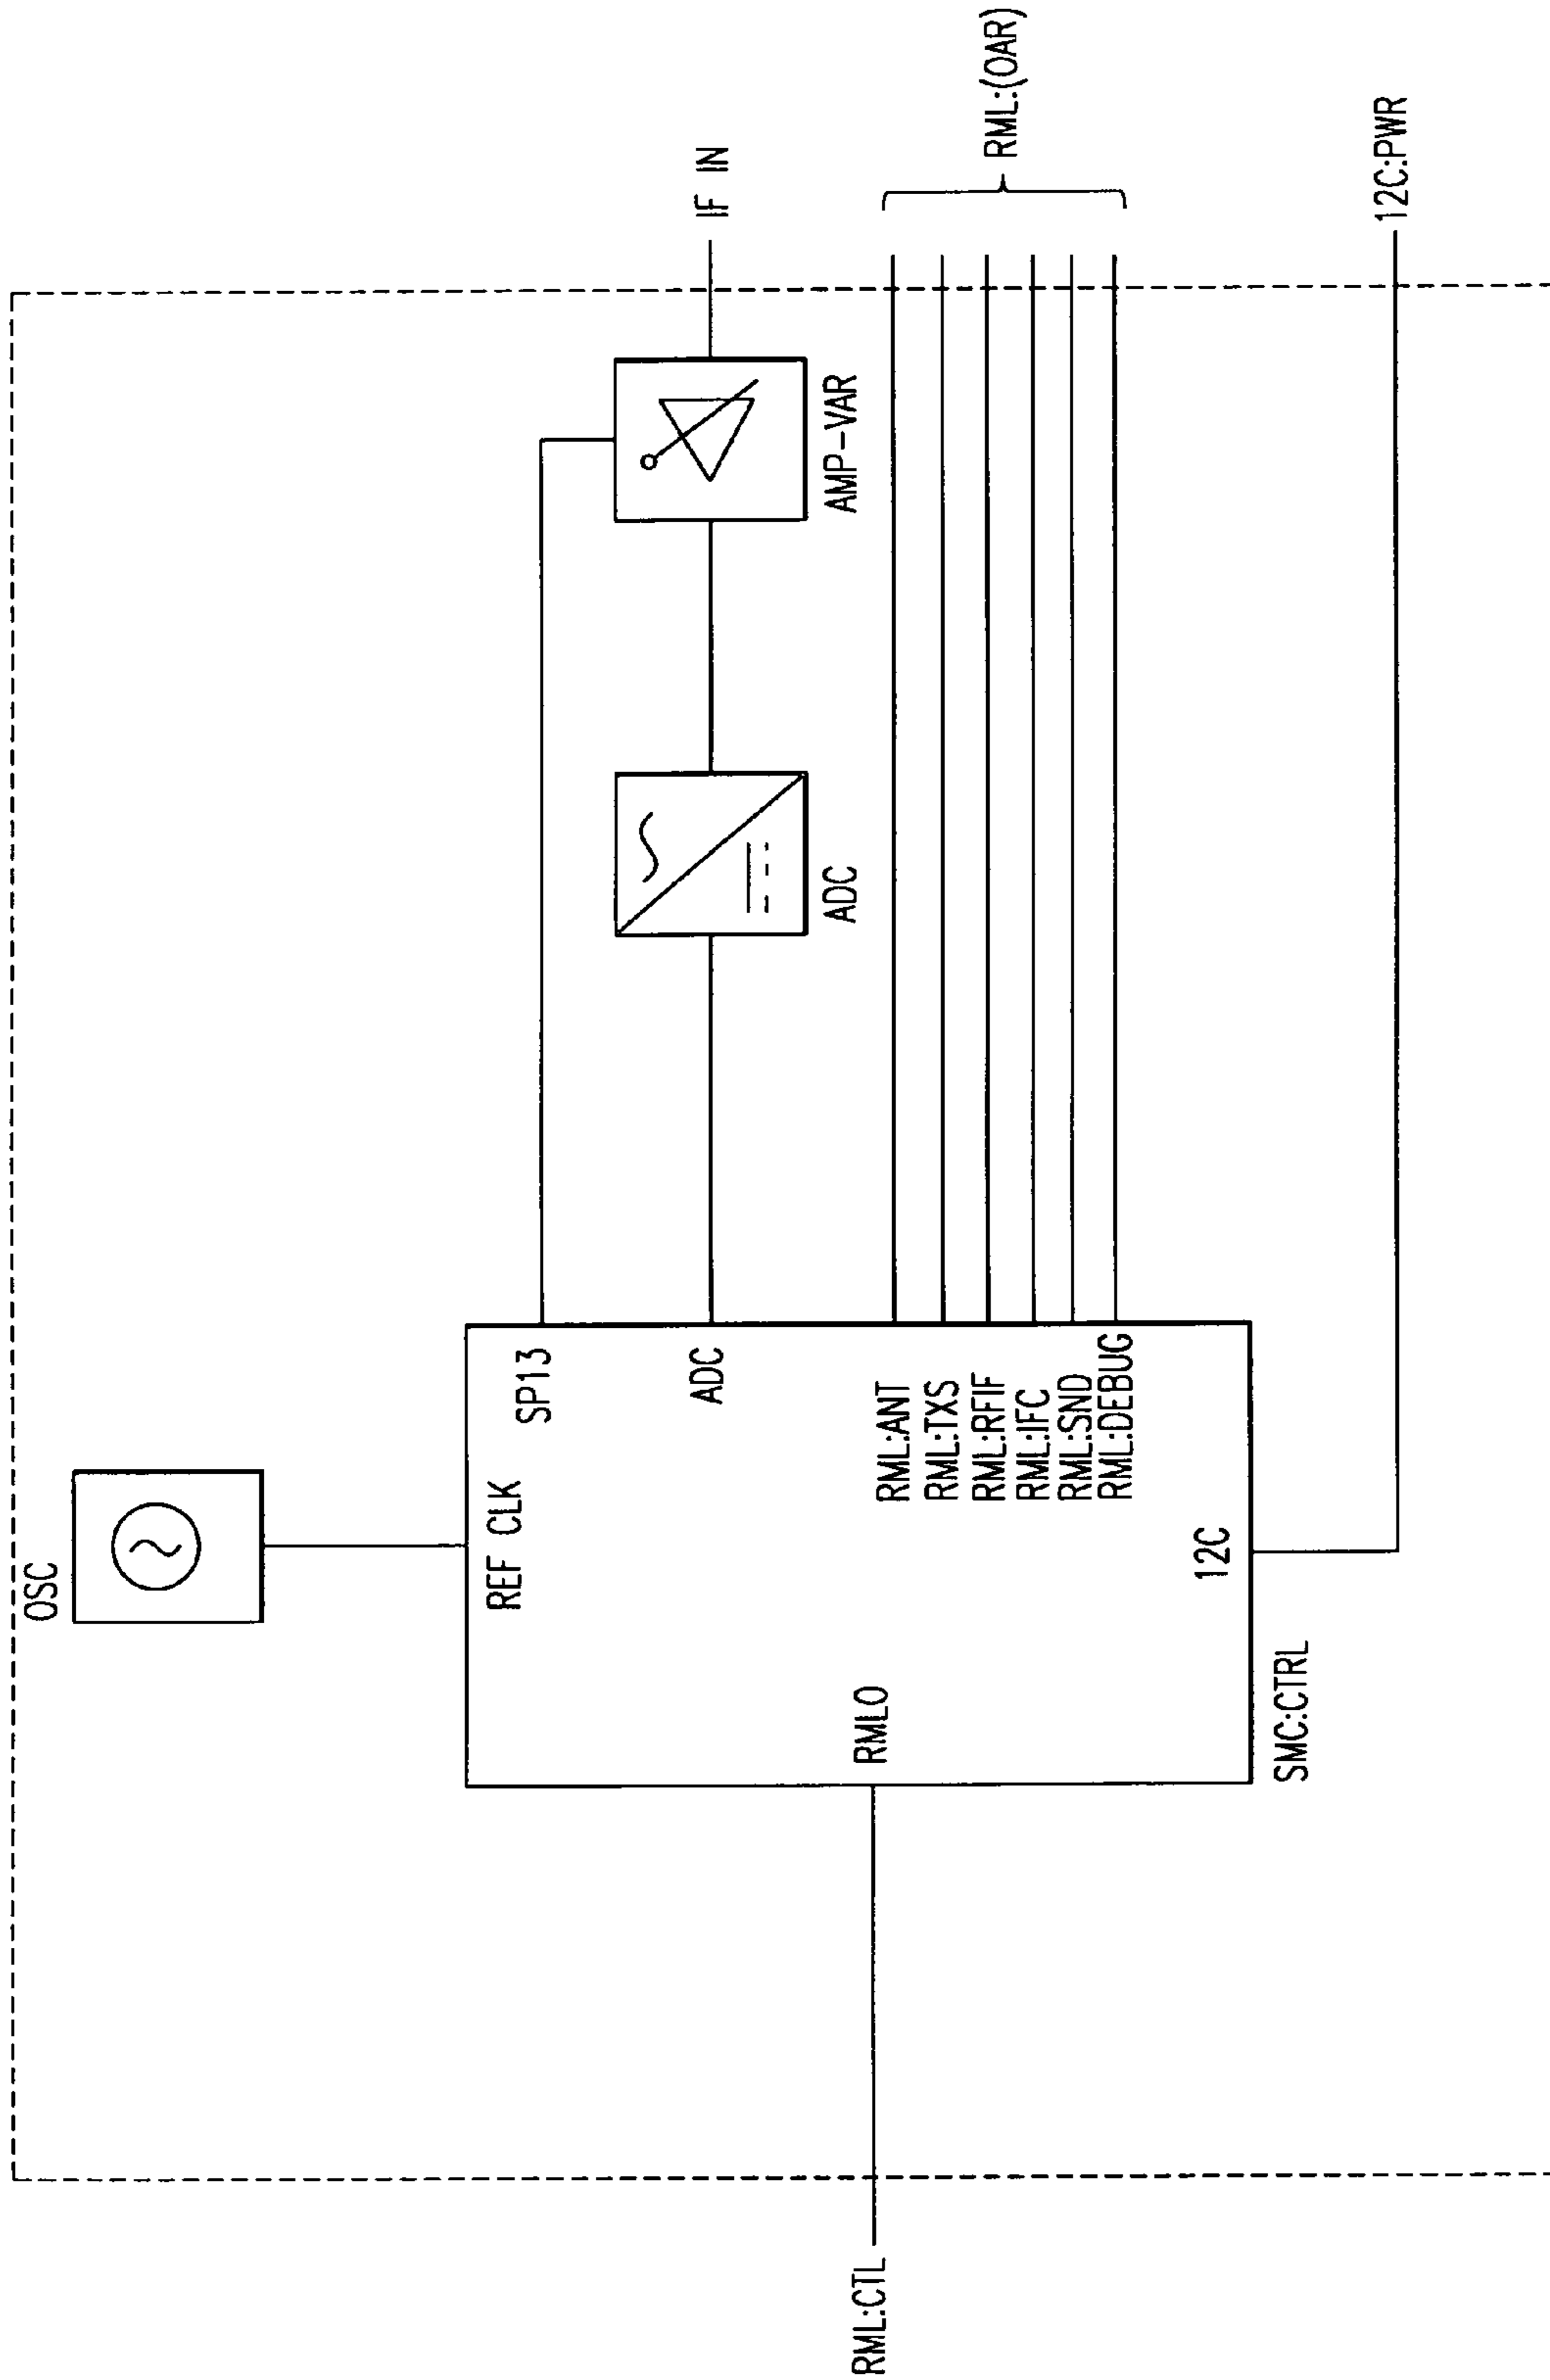 OSC
REF CLK
SP13
ADC
RML:ANT
RML:TXS
RML:RFIF
RML:IFC
RML:SND
RML:DEBUG
12C
RMLO
SMC:CTRL
RML:CTL
ADC
AMP-VAR
IF IN
RML:(OAR)
12C:PWR